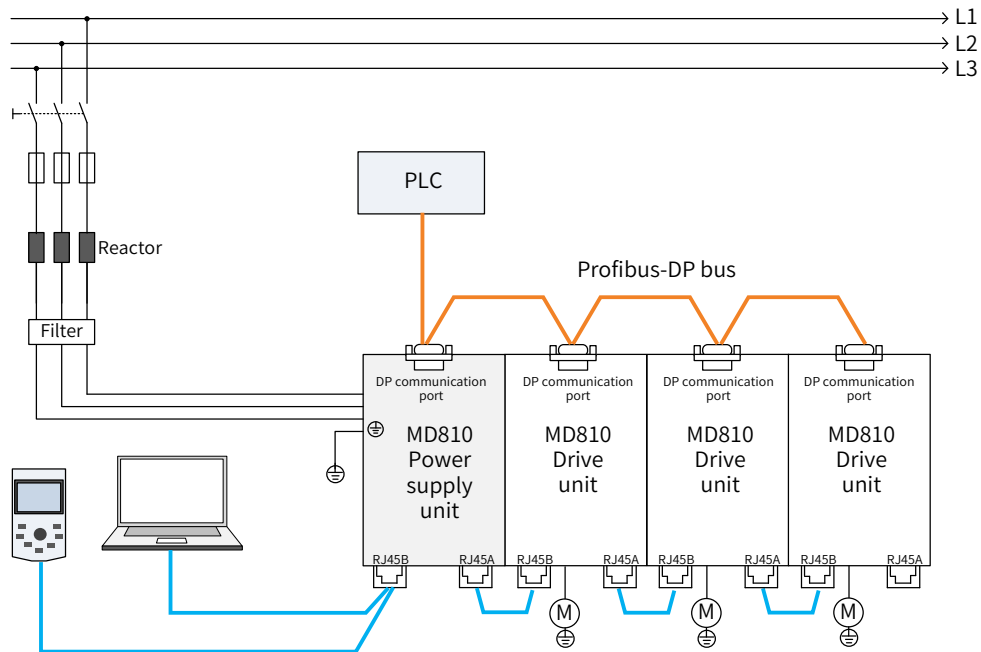 L1
L2
L3
PLC
Reactor
Profibus-DP bus
Filter
DP communication
port
DP communication
port
DP communication
port
DP communication
port
MD810
Power
supply
unit
MD810
Drive
unit
MD810
Drive
unit
MD810
Drive
unit
RJ45B
RJ45A
RJ45B
RJ45A
RJ45B
RJ45A
RJ45B
RJ45A
M
M
M